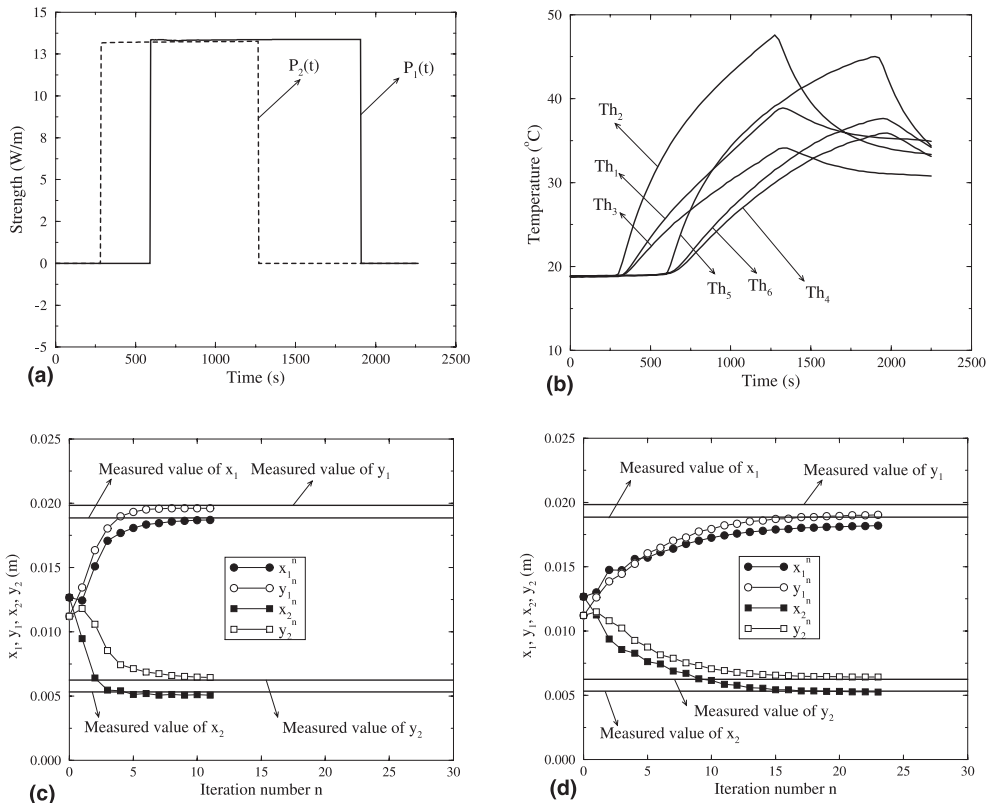 15
13
10
8
5
2
0
-2
-5
Strength (W/m)
P₂(t)
P₁(t)
0 500 1000 1500 2000 2500
Time (s)
(a)
50
40
30
20
10
Temperature (°C)
Th₂
Th₁
Th₃
Th₅
Th₆
Th₄
0 500 1000 1500 2000 2500
Time (s)
(b)
0.025
0.020
0.015
0.010
0.005
0.000
x₁, y₁, x₂, y₂ (m)
Measured value of x₁
Measured value of y₁
x₁ⁿ
y₁ⁿ
x₂ⁿ
y₂ⁿ
Measured value of x₂
Measured value of y₂
0 5 10 15 20 25 30
Iteration number n
(c)
0.025
0.020
0.015
0.010
0.005
0.000
x₁, y₁, x₂, y₂ (m)
Measured value of x₁
Measured value of y₁
x₁ⁿ
y₁ⁿ
x₂ⁿ
y₂ⁿ
Measured value of y₂
Measured value of x₂
0 5 10 15 20 25 30
Iteration number n
(d)